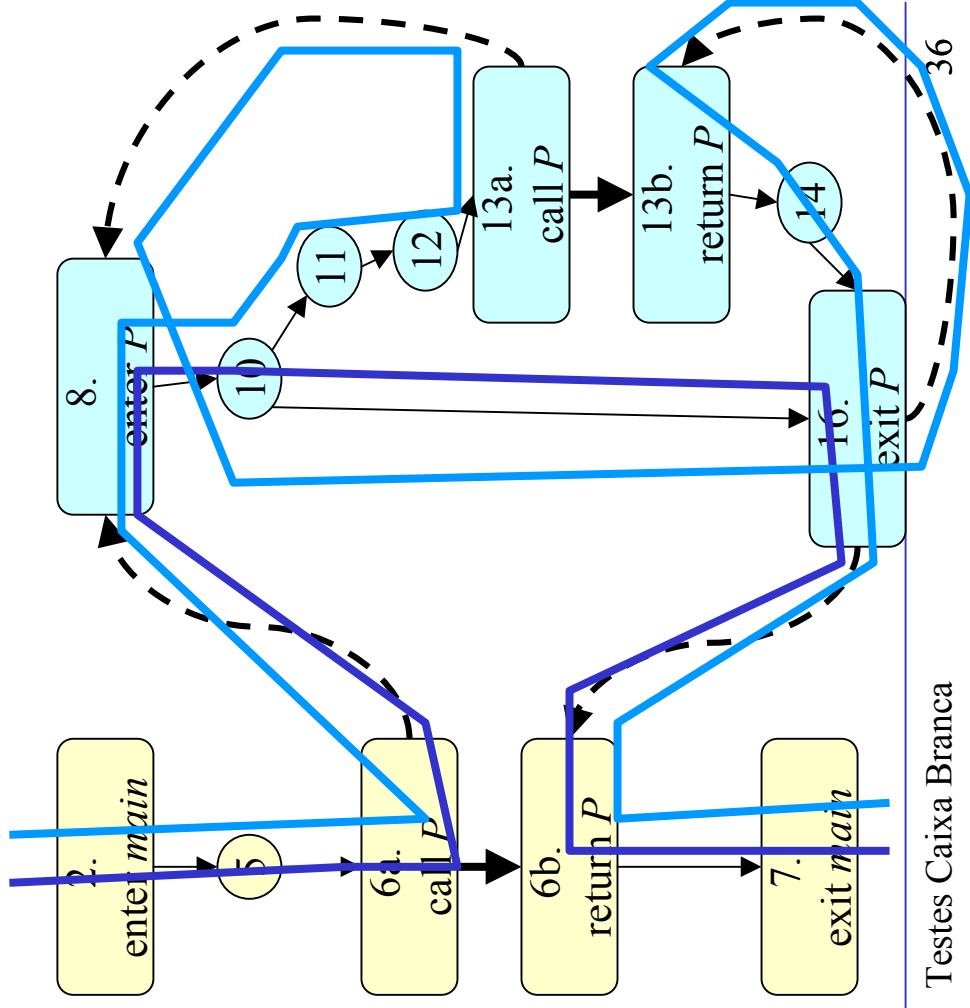 2.
enter main
5
6a.
call P
6b.
return P
7.
exit main
8.
enter P
10
11
12
13a.
call P
13b.
return P
14
16.
exit P
Testes Caixa Branca
36